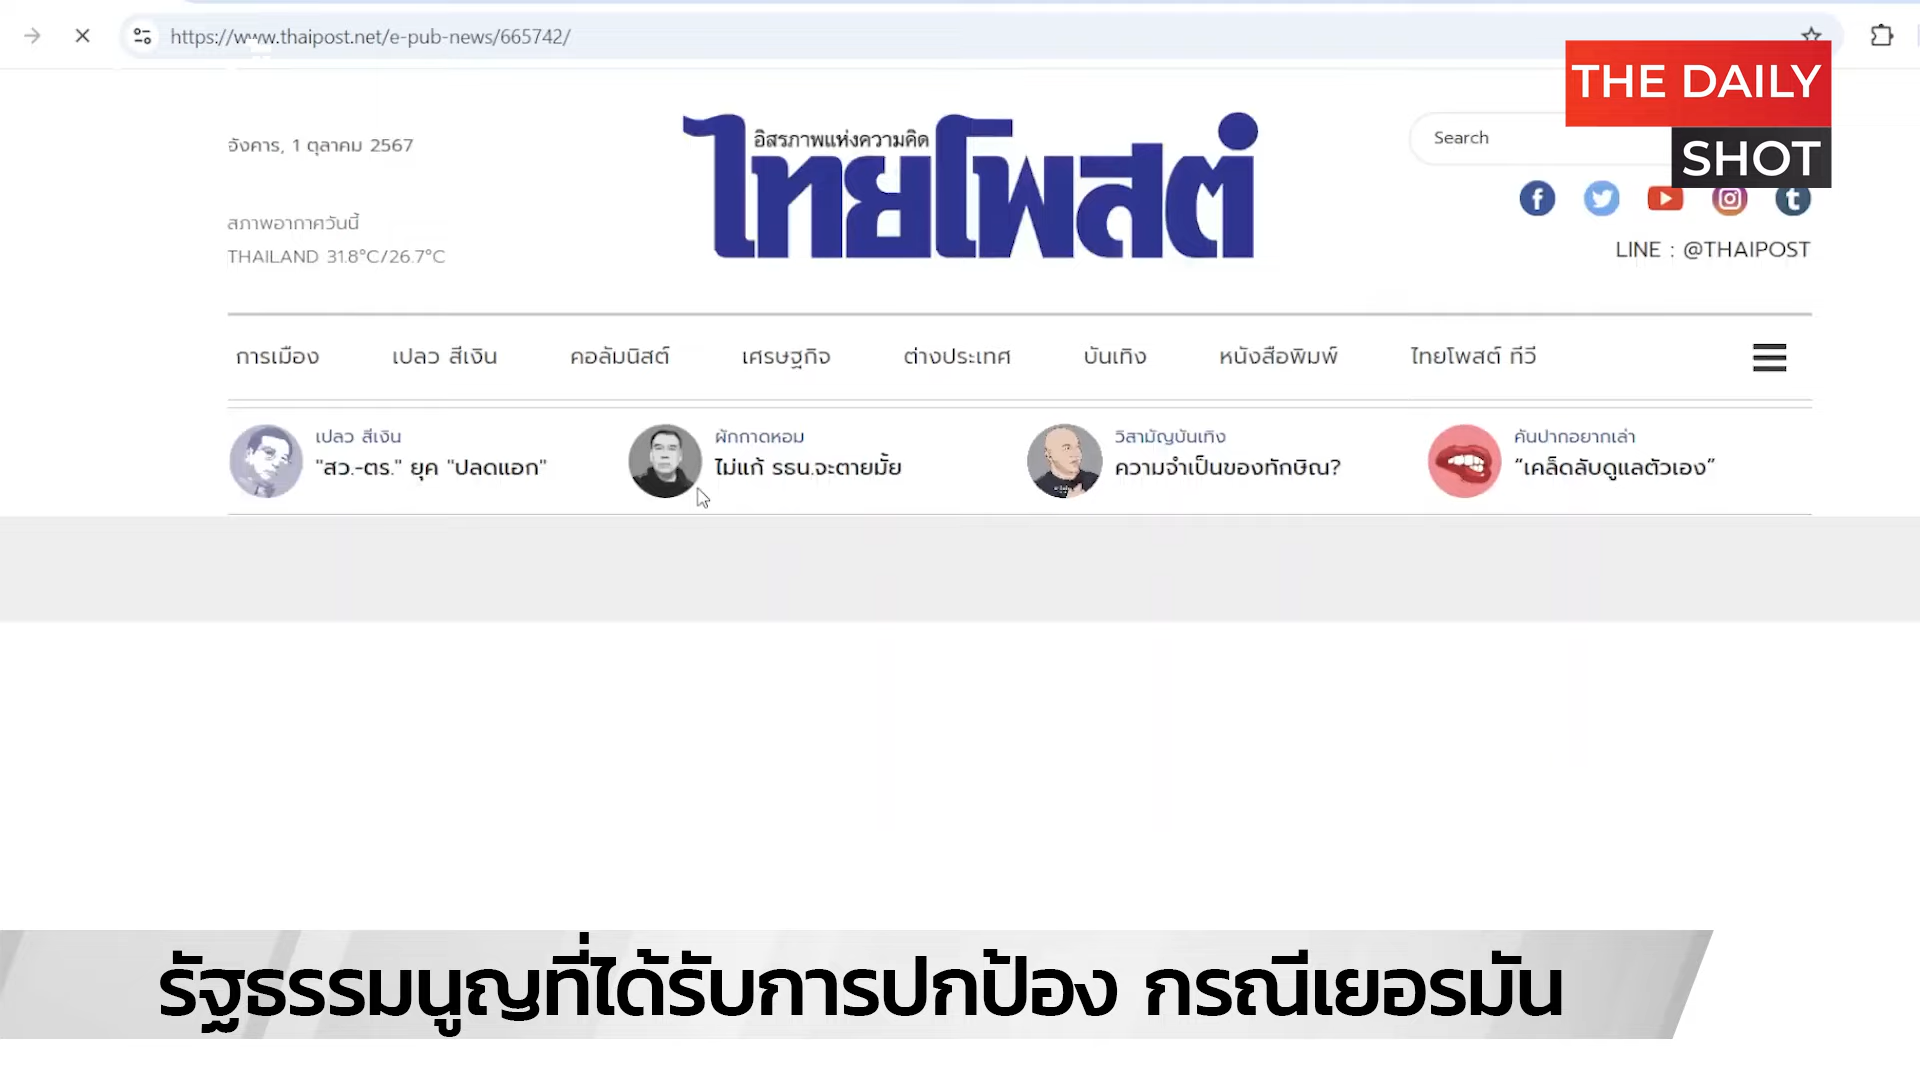 https://www.thaipost.net/e-pub-news/665742/
THE DAILY
SHOT
จังคาร, 1 ตุลาคม 2567
อิสรภาพแห่งความคิด
ไทยโพสต์
Search
สภาพอากาศวันนี้
THAILAND 31.8°C/26.7°C
LINE : @THAIPOST
การเมือง เปลว สีเงิน คอลัมนิสต์ เศรษฐกิจ ต่างประเทศ บันเทิง หนังสือพิมพ์ ไทยโพสต์ ทีวี
เปลว สีเงิน
"สว.-ตร." ยุค "ปลดแอก"
ผักกาดหอม
ไม่แก้ รธน.จะตายมั้ย
วิสามัญบันเทิง
ความจำเป็นของทักษิณ?
คันปากอยากเล่า
“เคล็ดลับดูแลตัวเอง”
รัฐธรรมนูญที่ได้รับการปกป้อง กรณีเยอรมัน